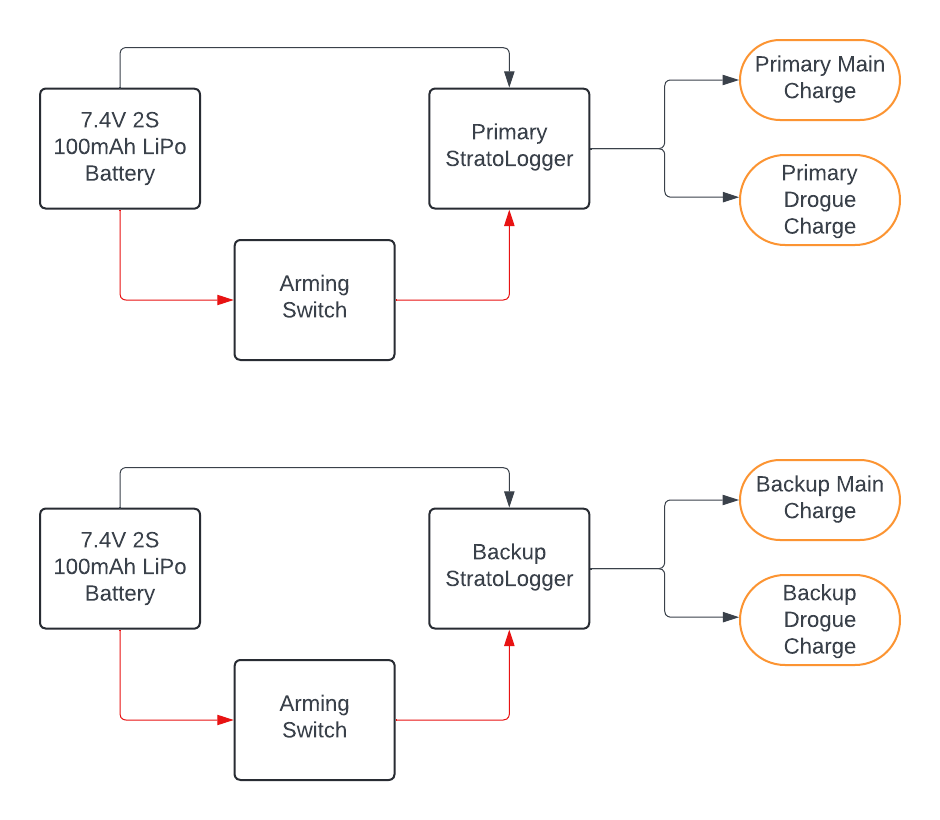 7.4V 2S
100mAh LiPo
Battery
Primary
StratoLogger
Primary Main
Charge
Primary
Drogue
Charge
Arming
Switch
7.4V 2S
100mAh LiPo
Battery
Backup
StratoLogger
Backup Main
Charge
Backup
Drogue
Charge
Arming
Switch